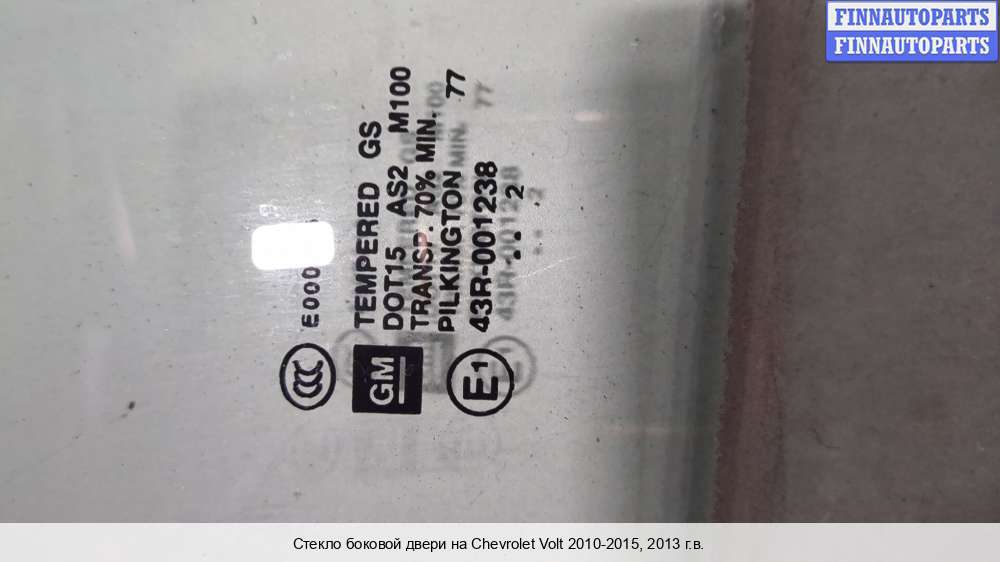 FINNAUTOPARTS
FINNAUTOPARTS
TEMPERED GS
DOT15 AS2 M100
TRANSP. 70% MIN.
PILKINGTON 77
43R-001238
.. 2
E000
GM
E1
Стекло боковой двери на Chevrolet Volt 2010-2015, 2013 г.в.